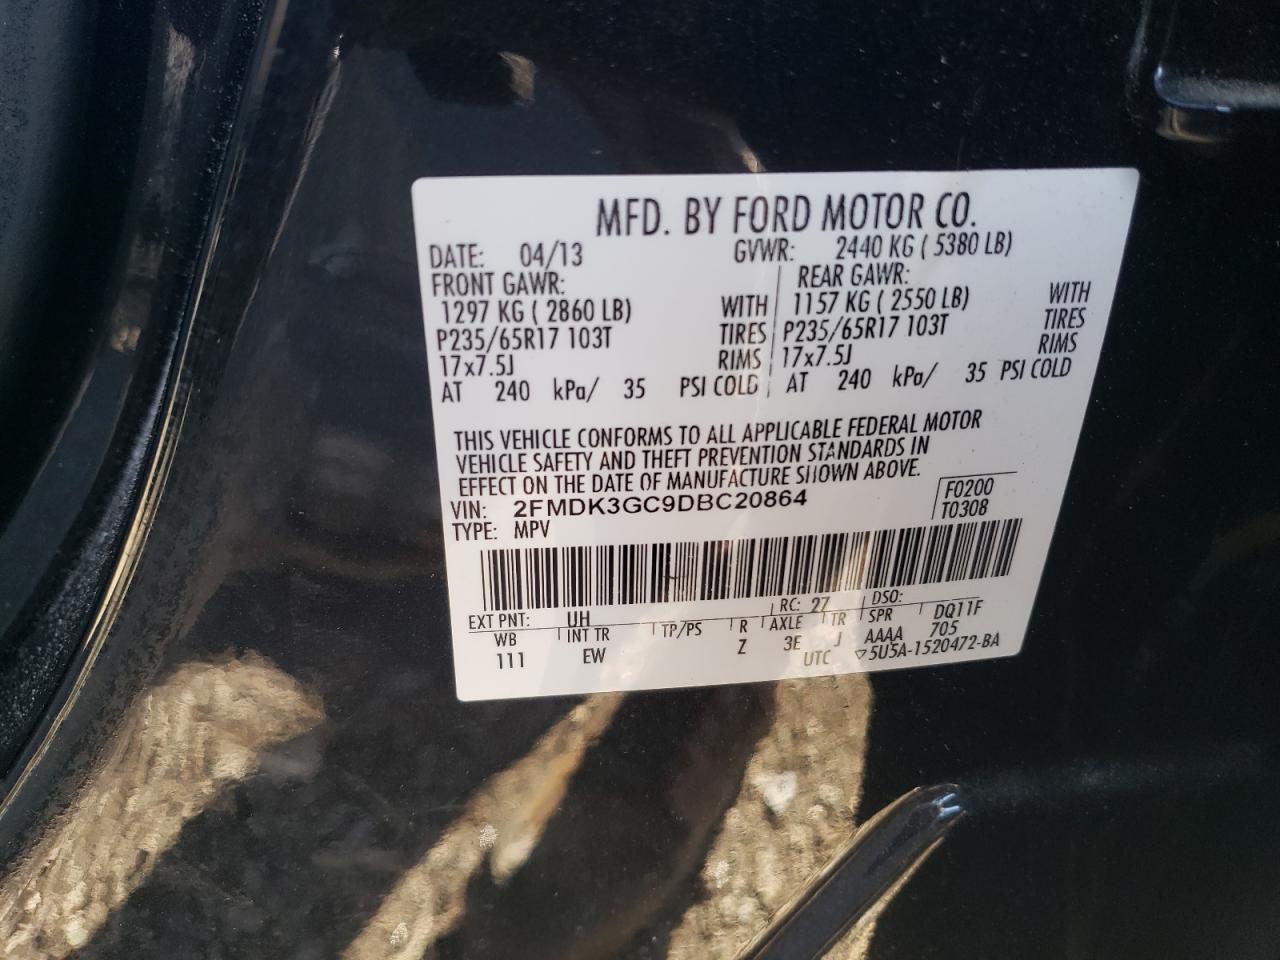 MFD. BY FORD MOTOR CO.
DATE: 04/13 GVWR: 2440 KG ( 5380 LB)
FRONT GAWR: REAR GAWR:
1297 KG ( 2860 LB) WITH 1157 KG ( 2550 LB) WITH
P235/65R17 103T TIRES P235/65R17 103T TIRES
17x7.5J RIMS 17x7.5J RIMS
AT 240 kPa/ 35 PSI COLD AT 240 kPa/ 35 PSI COLD
THIS VEHICLE CONFORMS TO ALL APPLICABLE FEDERAL MOTOR
VEHICLE SAFETY AND THEFT PREVENTION STANDARDS IN
EFFECT ON THE DATE OF MANUFACTURE SHOWN ABOVE.
VIN: 2FMDK3GC9DBC20864 F0200
TYPE: MPV T0308
EXT PNT: UH RC: 27 DSO:
WB INT TR TP/PS R AXLE TR SPR DQ11F
111 EW Z 3E J AAAA 705
UTC ▽5U5A-1520472-BA